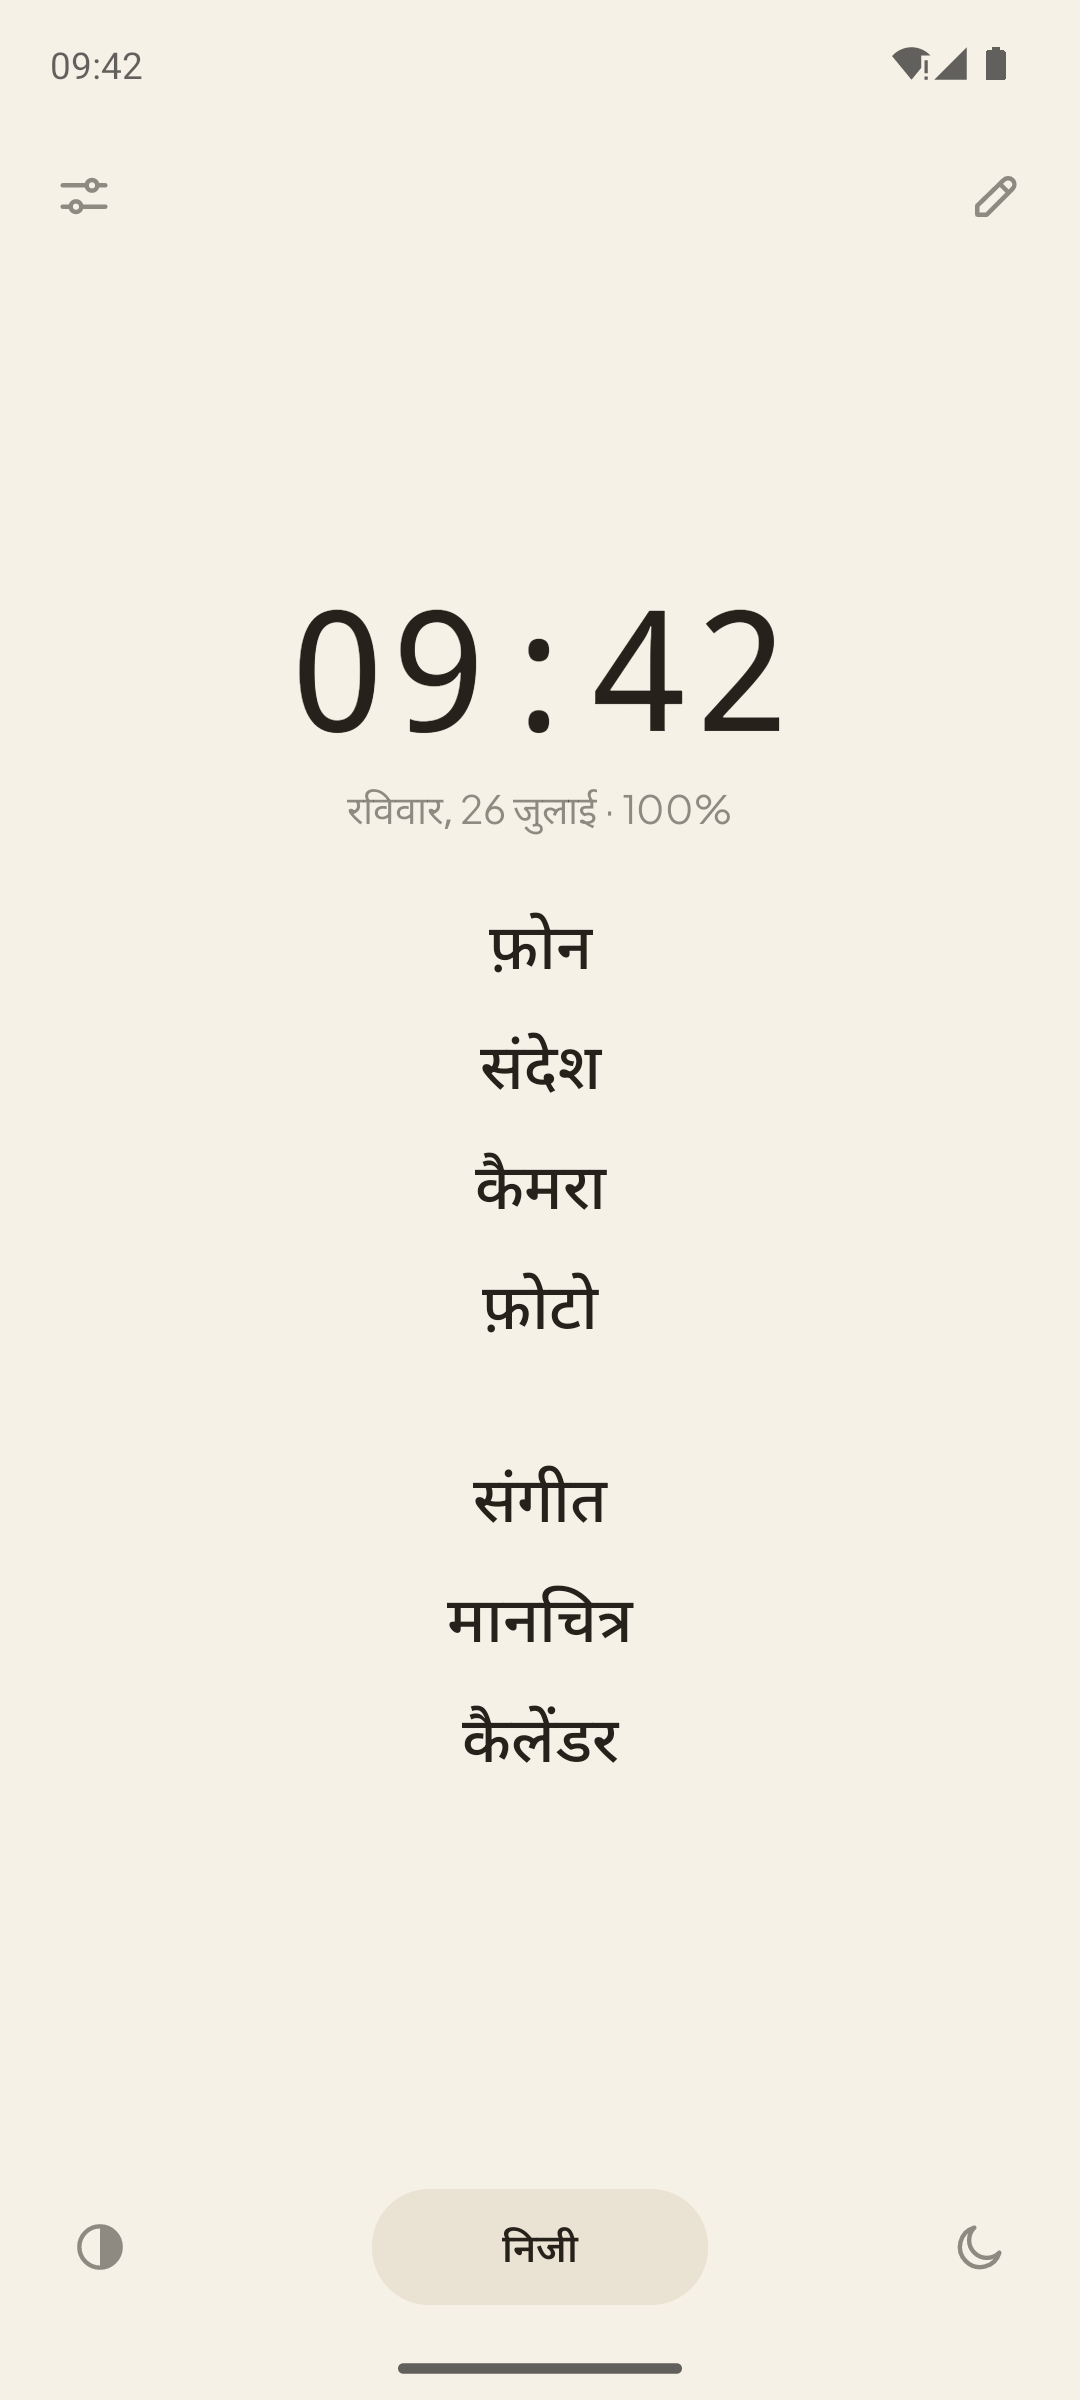 09:42
09:42
रविवार, 26 जुलाई · 100%
फ़ोन
संदेश
कैमरा
फ़ोटो
संगीत
मानचित्र
कैलेंडर
निजी